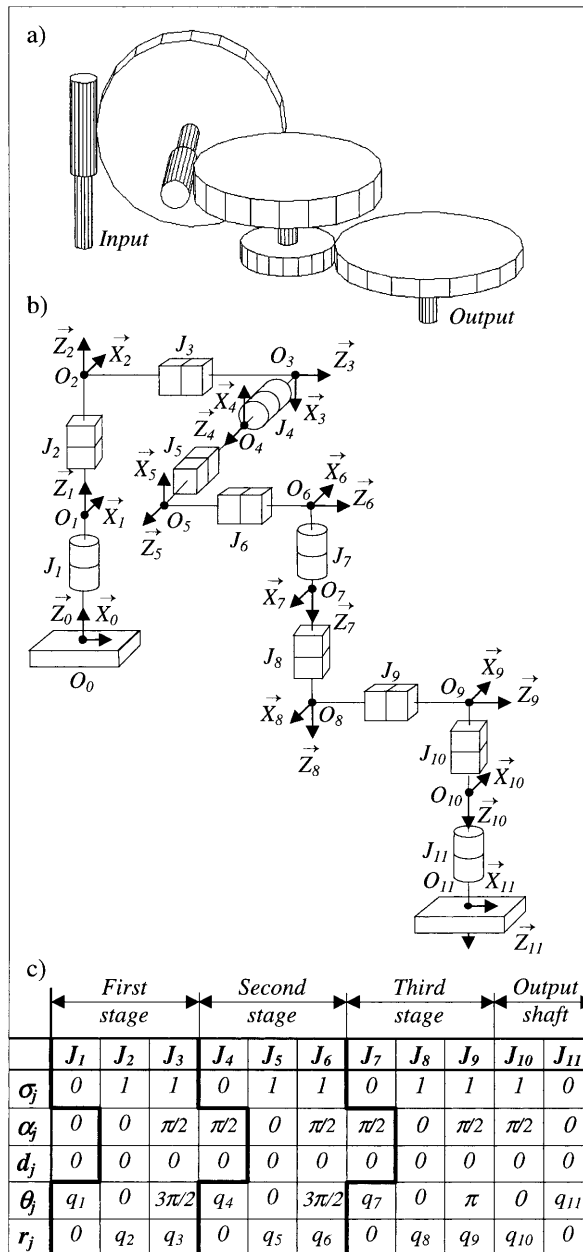 a)
Input
Output
b)
Z₂ X₂ J₃ O₃ Z₃
O₂
X₄ J₄ X₃
Z₄ O₄
J₂ J₅
X₅ O₆ X₆ Z₆
Z₁
O₁ X₁ O₅ J₆
Z₅ J₇
J₁
X₇ O₇
Z₀ X₀ Z₇
J₈ J₉ X₉
O₀ O₉ Z₉
X₈ O₈
J₁₀
Z₈ X₁₀
O₁₀
Z₁₀
J₁₁
O₁₁ X₁₁
Z₁₁
c)
First stage Second stage Third stage Output shaft
J₁ J₂ J₃ J₄ J₅ J₆ J₇ J₈ J₉ J₁₀ J₁₁
σⱼ 0 1 1 0 1 1 0 1 1 1 0
αⱼ 0 0 π/2 π/2 0 π/2 π/2 0 π/2 π/2 0
dⱼ 0 0 0 0 0 0 0 0 0 0 0
θⱼ q₁ 0 3π/2 q₄ 0 3π/2 q₇ 0 π 0 q₁₁
rⱼ 0 q₂ q₃ 0 q₅ q₆ 0 q₈ q₉ q₁₀ 0